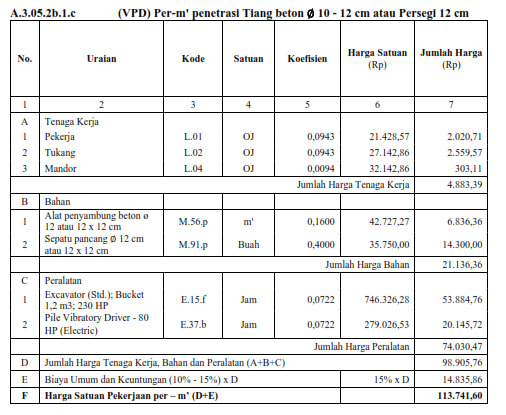 A.3.05.2b.1.c (VPD) Per-m' penetrasi Tiang beton Ø 10 - 12 cm atau Persegi 12 cm
No. Uraian Kode Satuan Koefisien Harga Satuan (Rp) Jumlah Harga (Rp)
1 2 3 4 5 6 7
A Tenaga Kerja
1 Pekerja L.01 OJ 0,0943 21.428,57 2.020,71
2 Tukang L.02 OJ 0,0943 27.142,86 2.559,57
3 Mandor L.04 OJ 0,0094 32.142,86 303,11
Jumlah Harga Tenaga Kerja 4.883,39
B Bahan
1 Alat penyambung beton ø 12 atau 12 x 12 cm M.56.p m' 0,1600 42.727,27 6.836,36
2 Sepatu pancang Ø 12 cm atau 12 x 12 cm M.91.p Buah 0,4000 35.750,00 14.300,00
Jumlah Harga Bahan 21.136,36
C Peralatan
1 Excavator (Std.); Bucket 1,2 m3; 230 HP E.15.f Jam 0,0722 746.326,28 53.884,76
2 Pile Vibratory Driver - 80 HP (Electric) E.37.b Jam 0,0722 279.026,53 20.145,72
Jumlah Harga Peralatan 74.030,47
D Jumlah Harga Tenaga Kerja, Bahan dan Peralatan (A+B+C) 98.905,76
E Biaya Umum dan Keuntungan (10% - 15%) x D 15% x D 14.835,86
F Harga Satuan Pekerjaan per – m' (D+E) 113.741,60